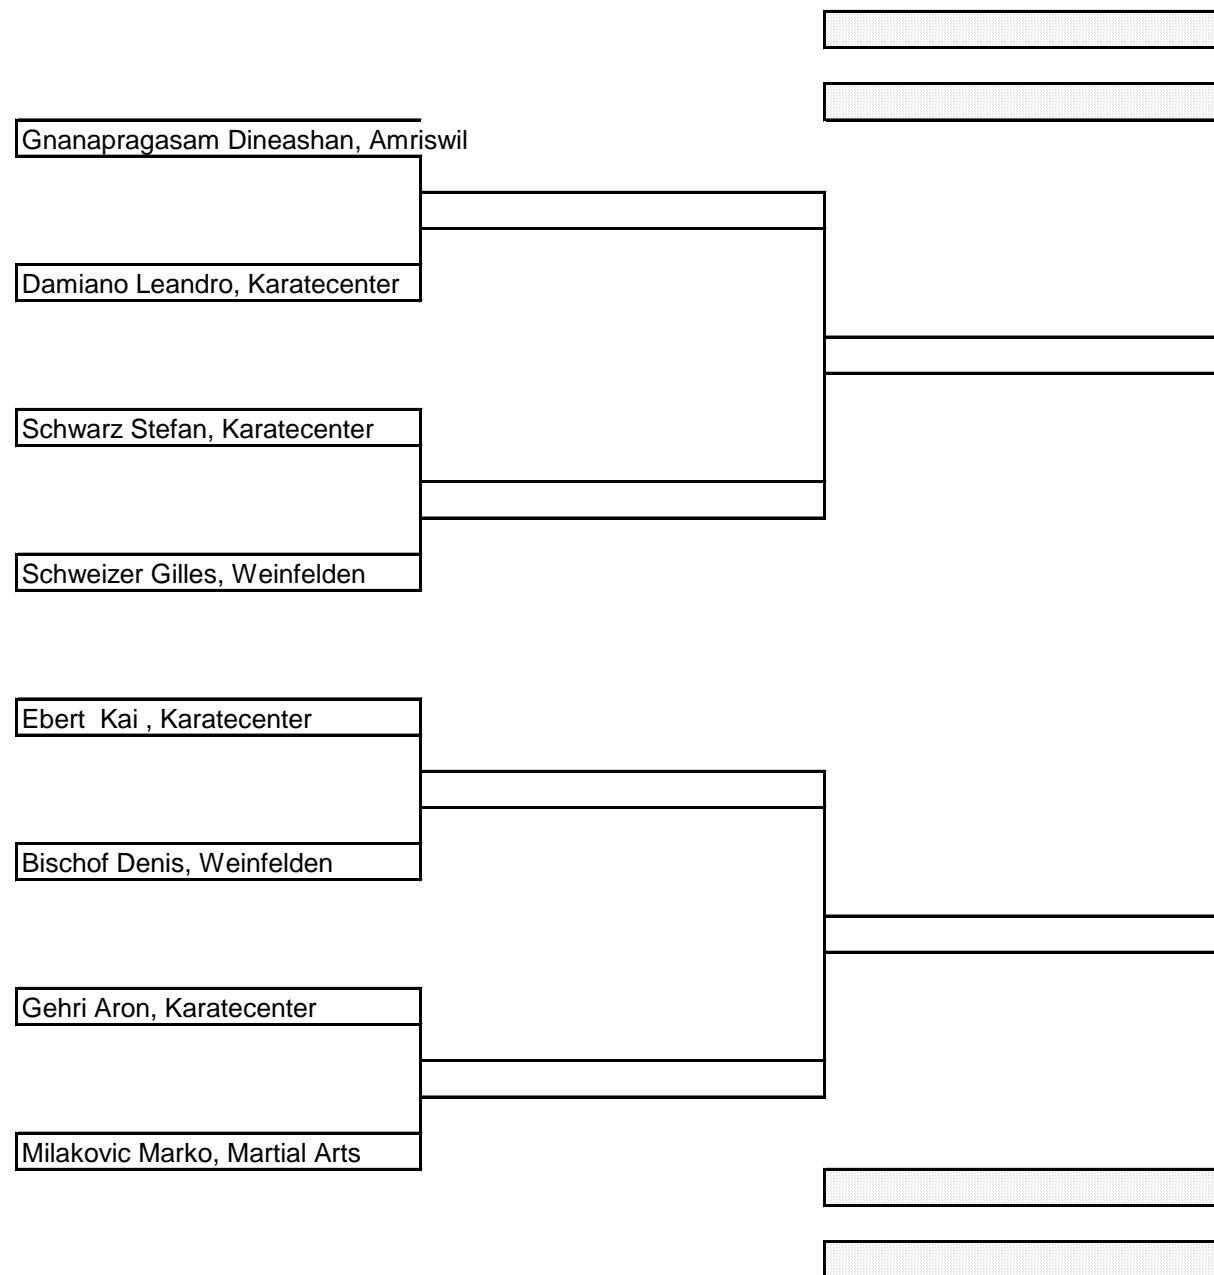 Gnanapragasam Dineashan, Amriswil
Damiano Leandro, Karatecenter
Schwarz Stefan, Karatecenter
Schweizer Gilles, Weinfelden
Ebert  Kai , Karatecenter
Bischof Denis, Weinfelden
Gehri Aron, Karatecenter
Milakovic Marko, Martial Arts